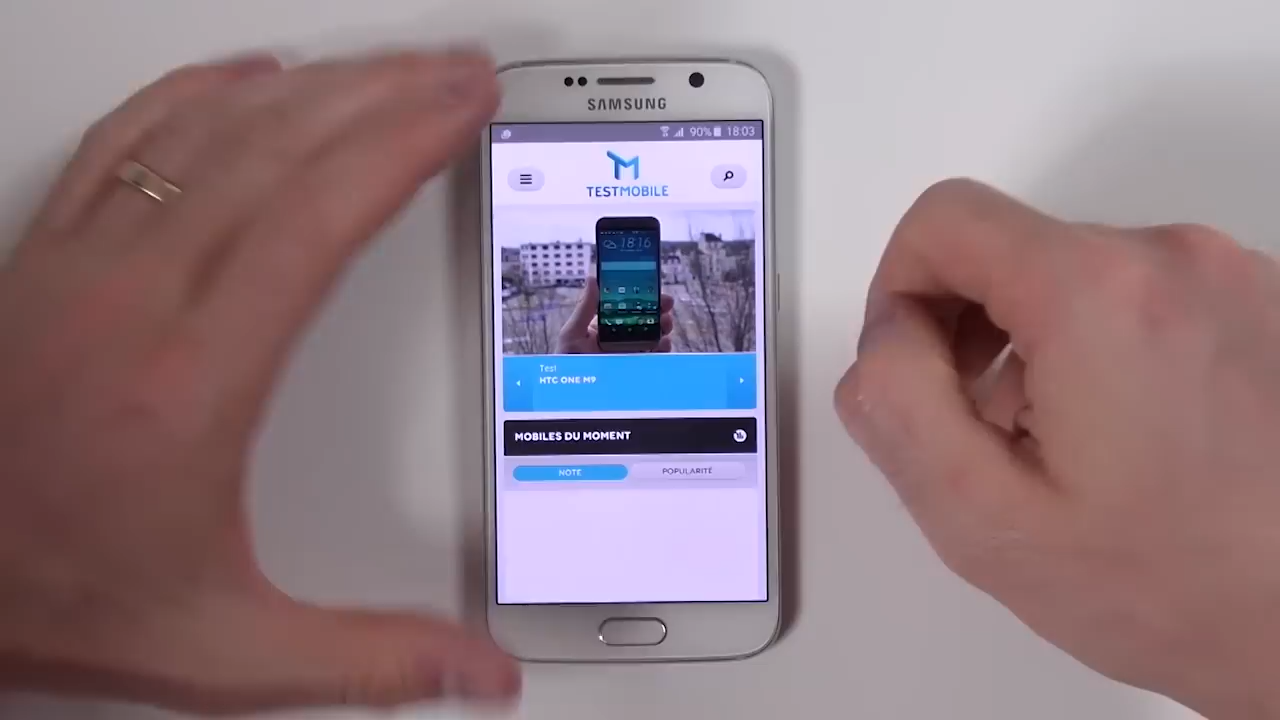 SAMSUNG
90% 18:03
TESTMOBILE
18:16
Test
HTC ONE M9
MOBILES DU MOMENT
NOTE
POPULARITÉ